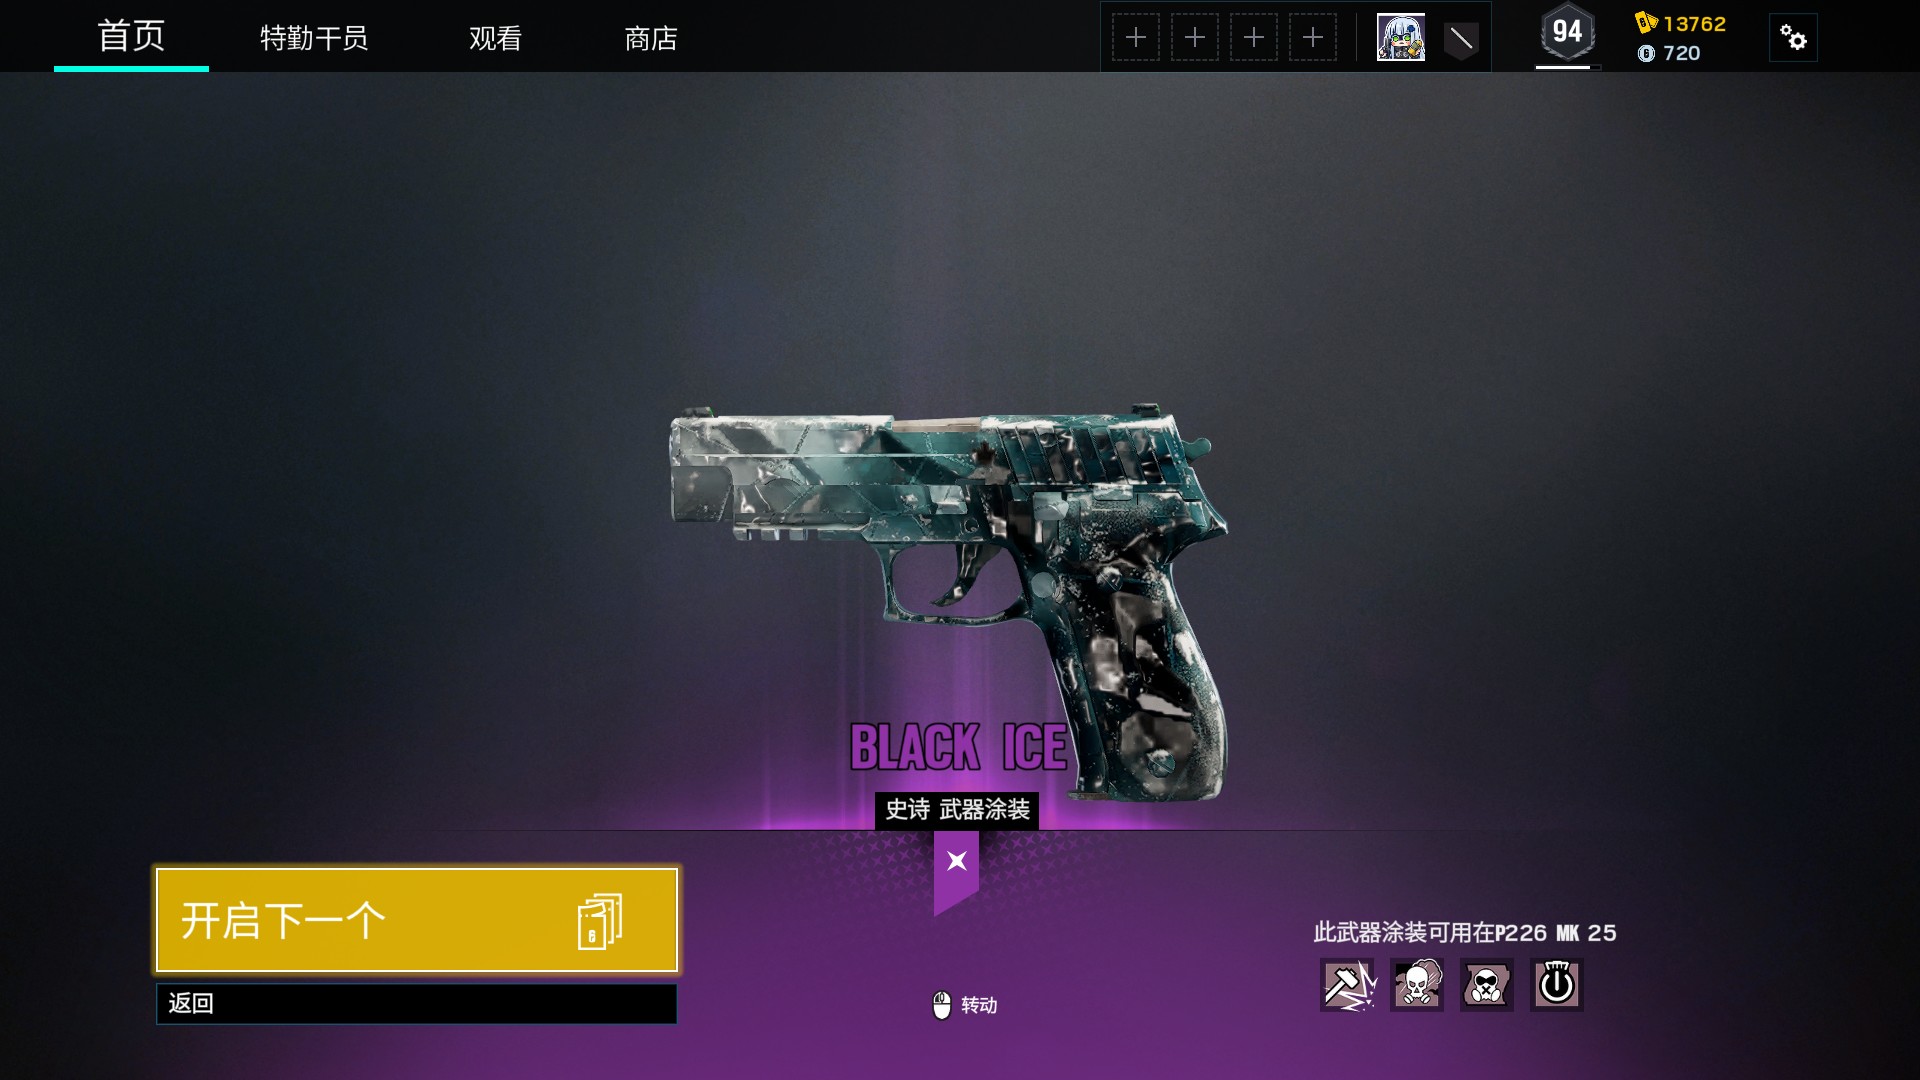 首页
特勤干员
观看
商店
94
13762
720
BLACK ICE
史诗 武器涂装
开启下一个
返回
转动
此武器涂装可用在P226 MK 25